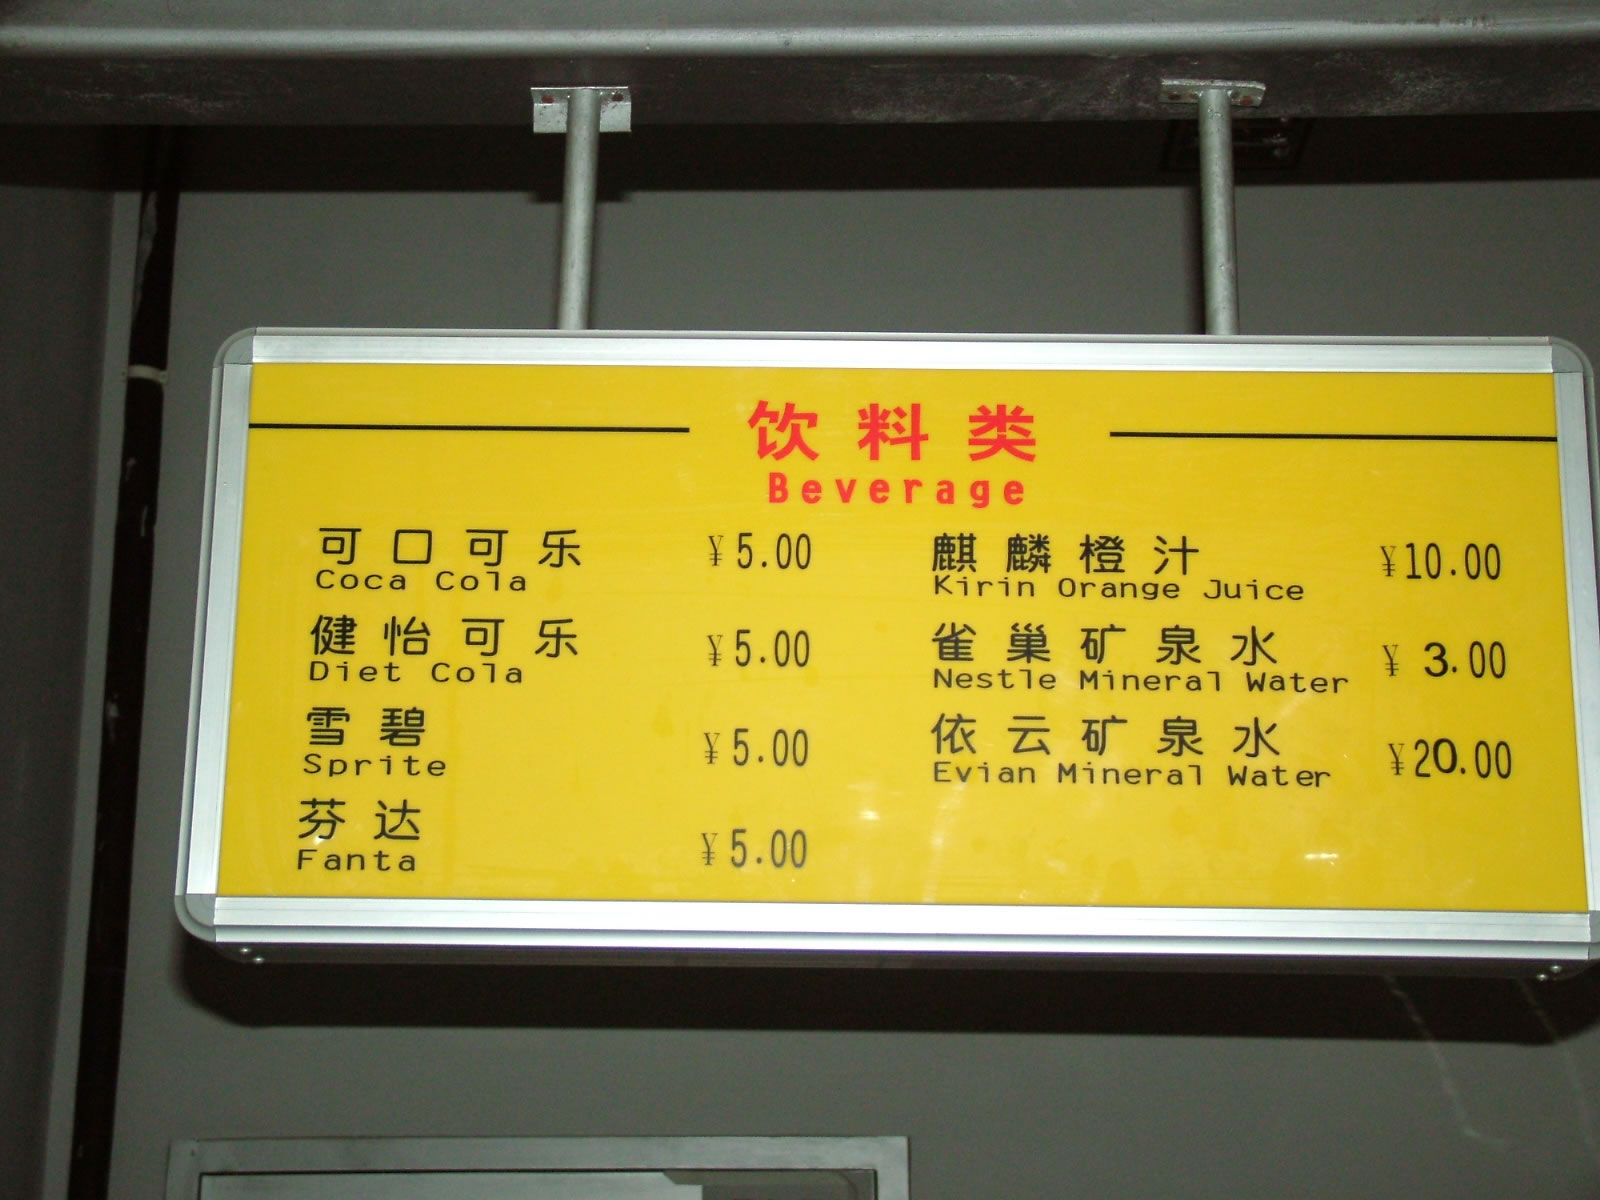 饮料类
Beverage
可口可乐 ¥5.00
Coca Cola
健怡可乐 ¥5.00
Diet Cola
雪碧 ¥5.00
Sprite
芬达 ¥5.00
Fanta
麒麟橙汁 ¥10.00
Kirin Orange Juice
雀巢矿泉水 ¥3.00
Nestle Mineral Water
依云矿泉水 ¥20.00
Evian Mineral Water